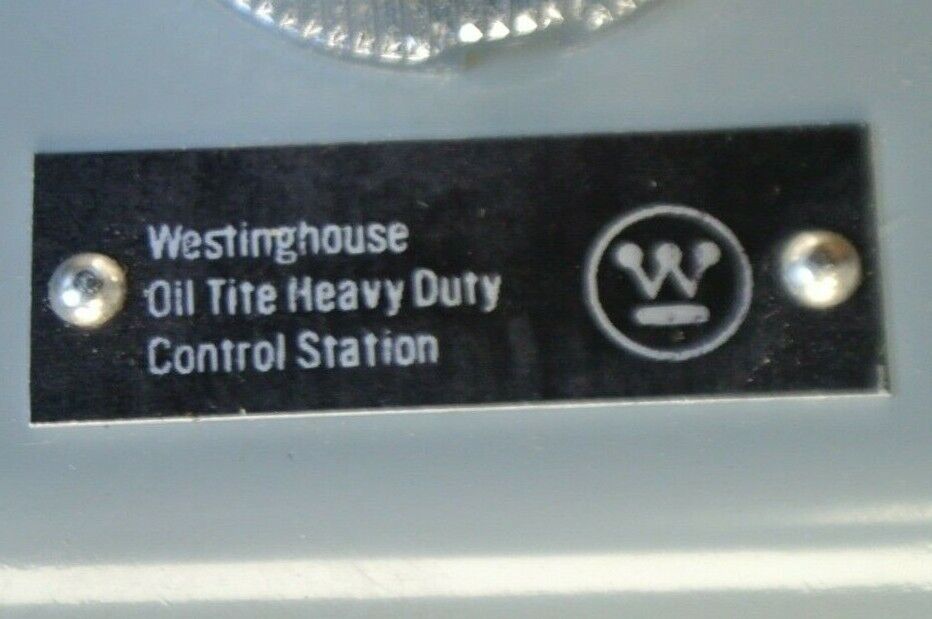 Westinghouse
Oil Tite Heavy Duty
Control Station
W